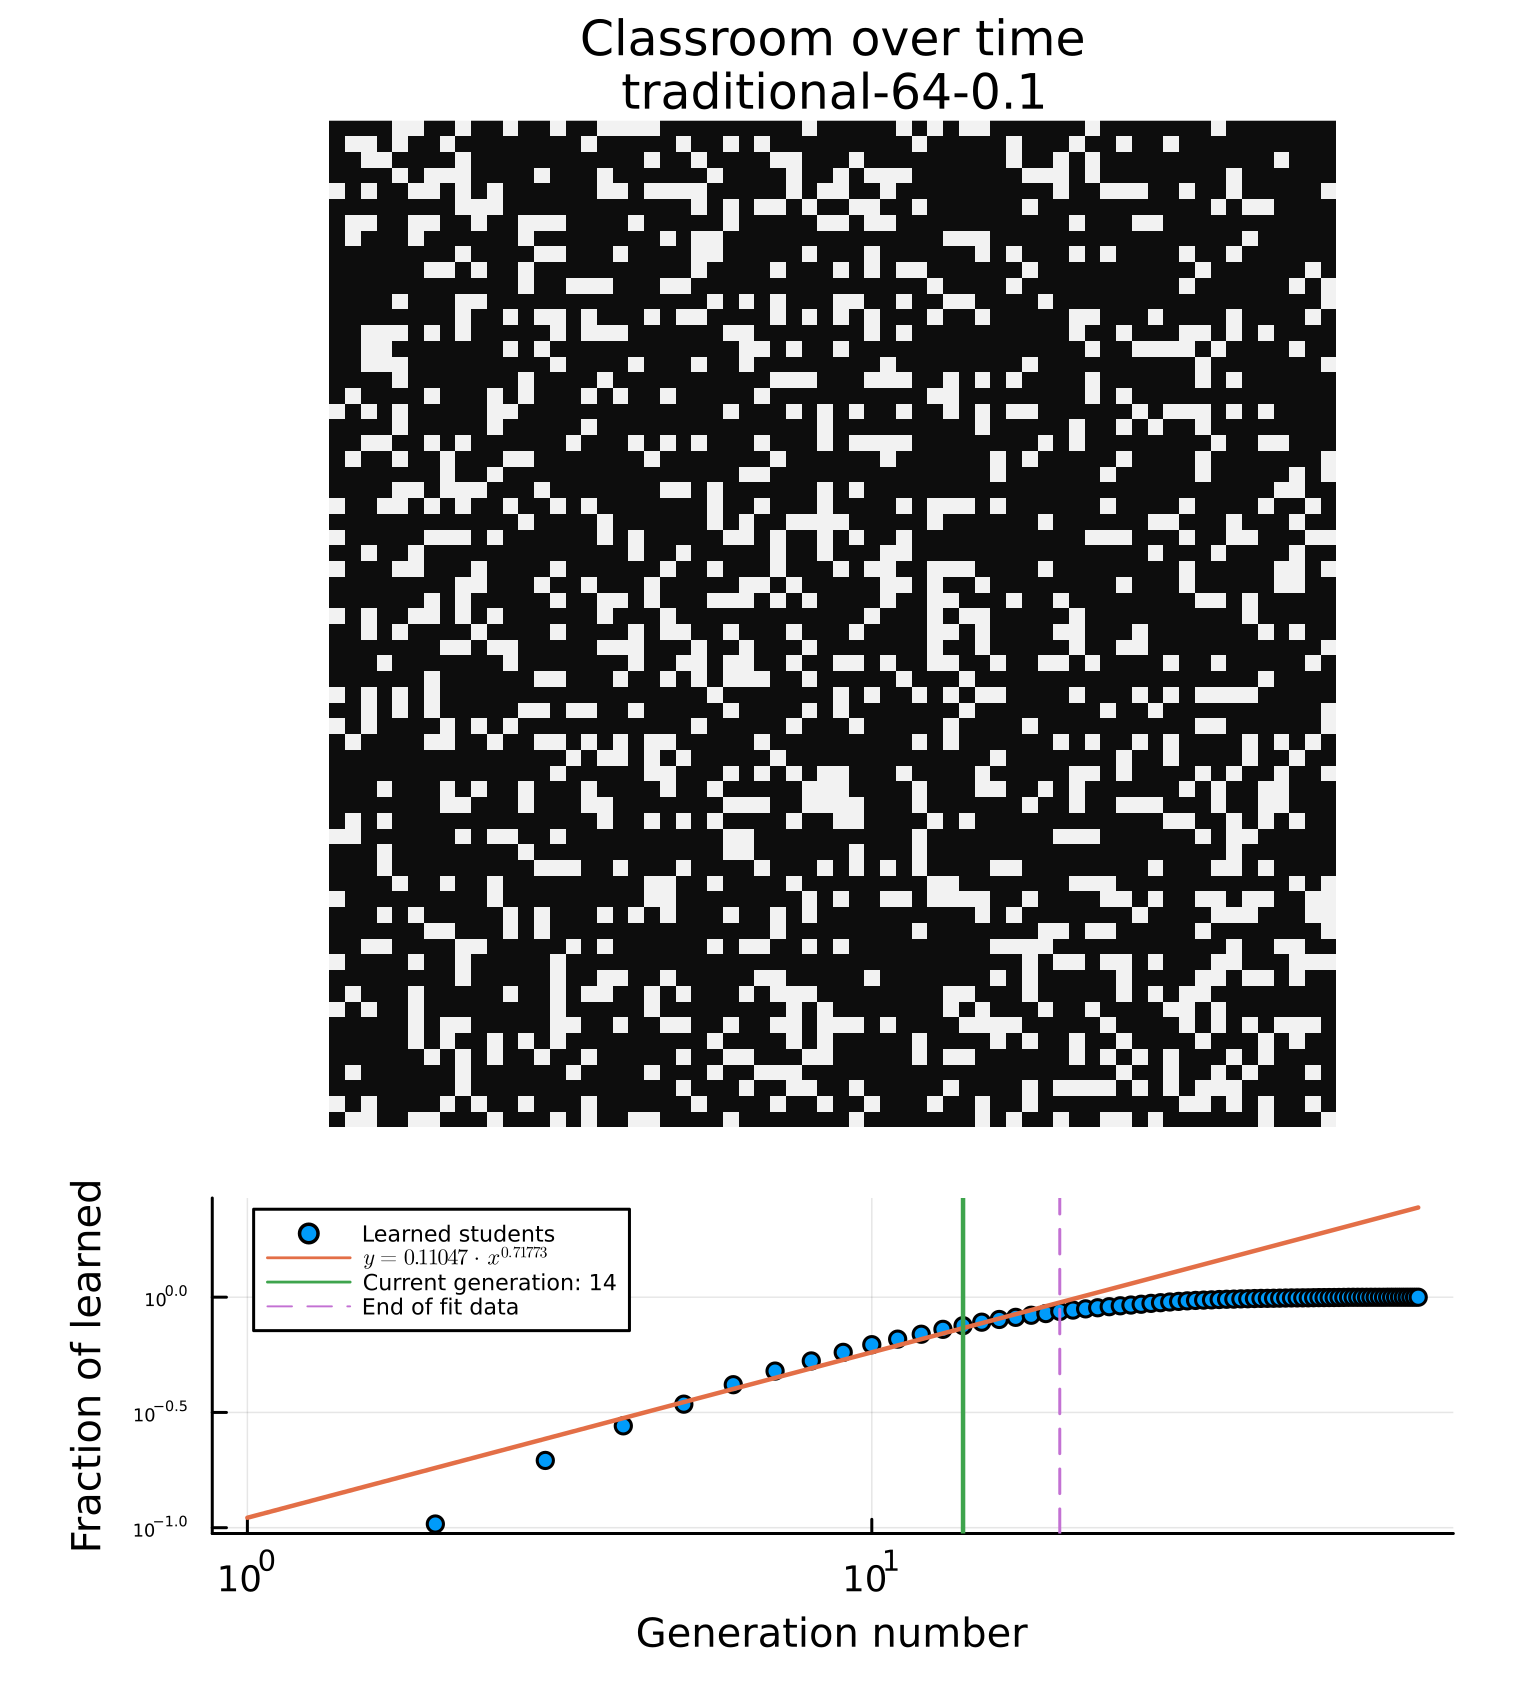 Classroom over time
traditional-64-0.1
Fraction of learned
Learned students
y = 0.11047 · x^0.71773
Current generation: 14
End of fit data
10^0.0
10^−0.5
10^−1.0
10^0
10^1
Generation number